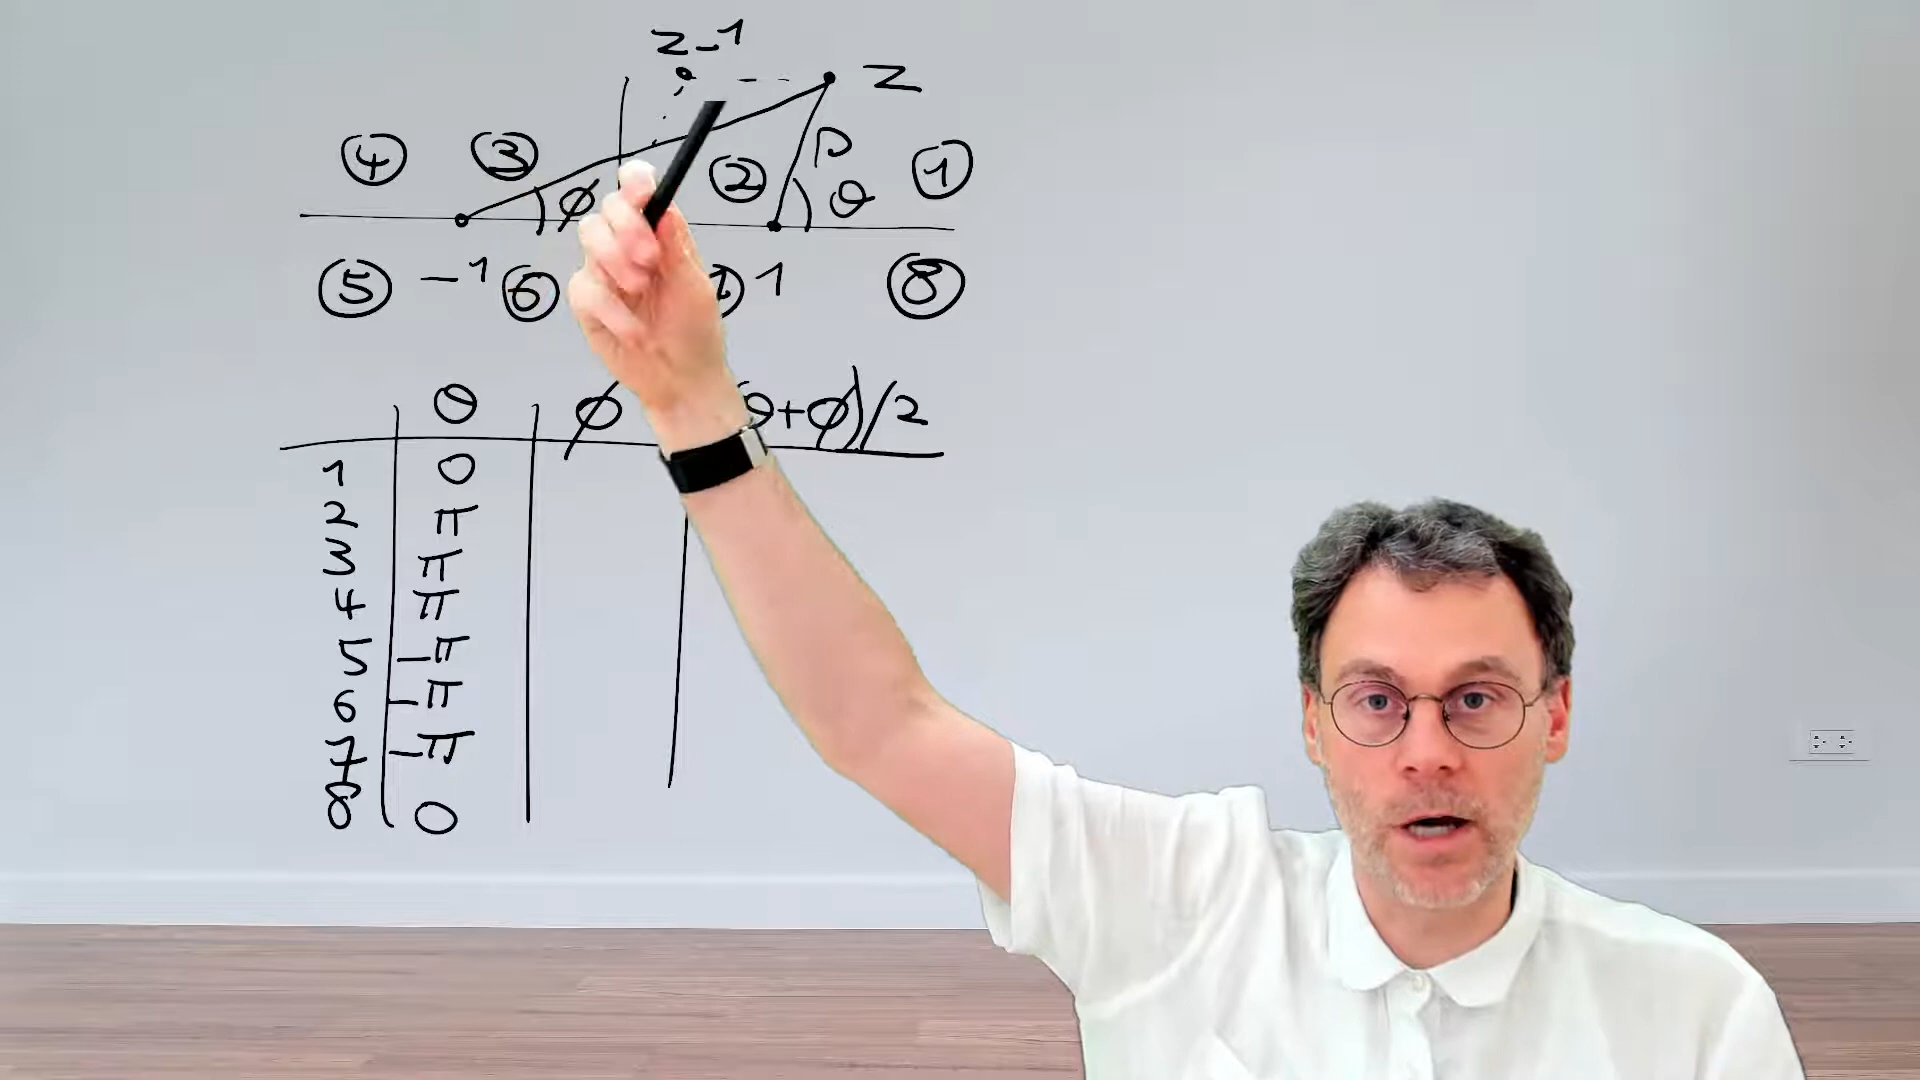 z-1
z
④ ③ ② ρ ①
φ θ
⑤ -1 ⑥ 1 ⑧
θ φ θ+φ)/2
1 0
2 π
3 π
4 π
5 -π
6 -π
7 -π
8 0